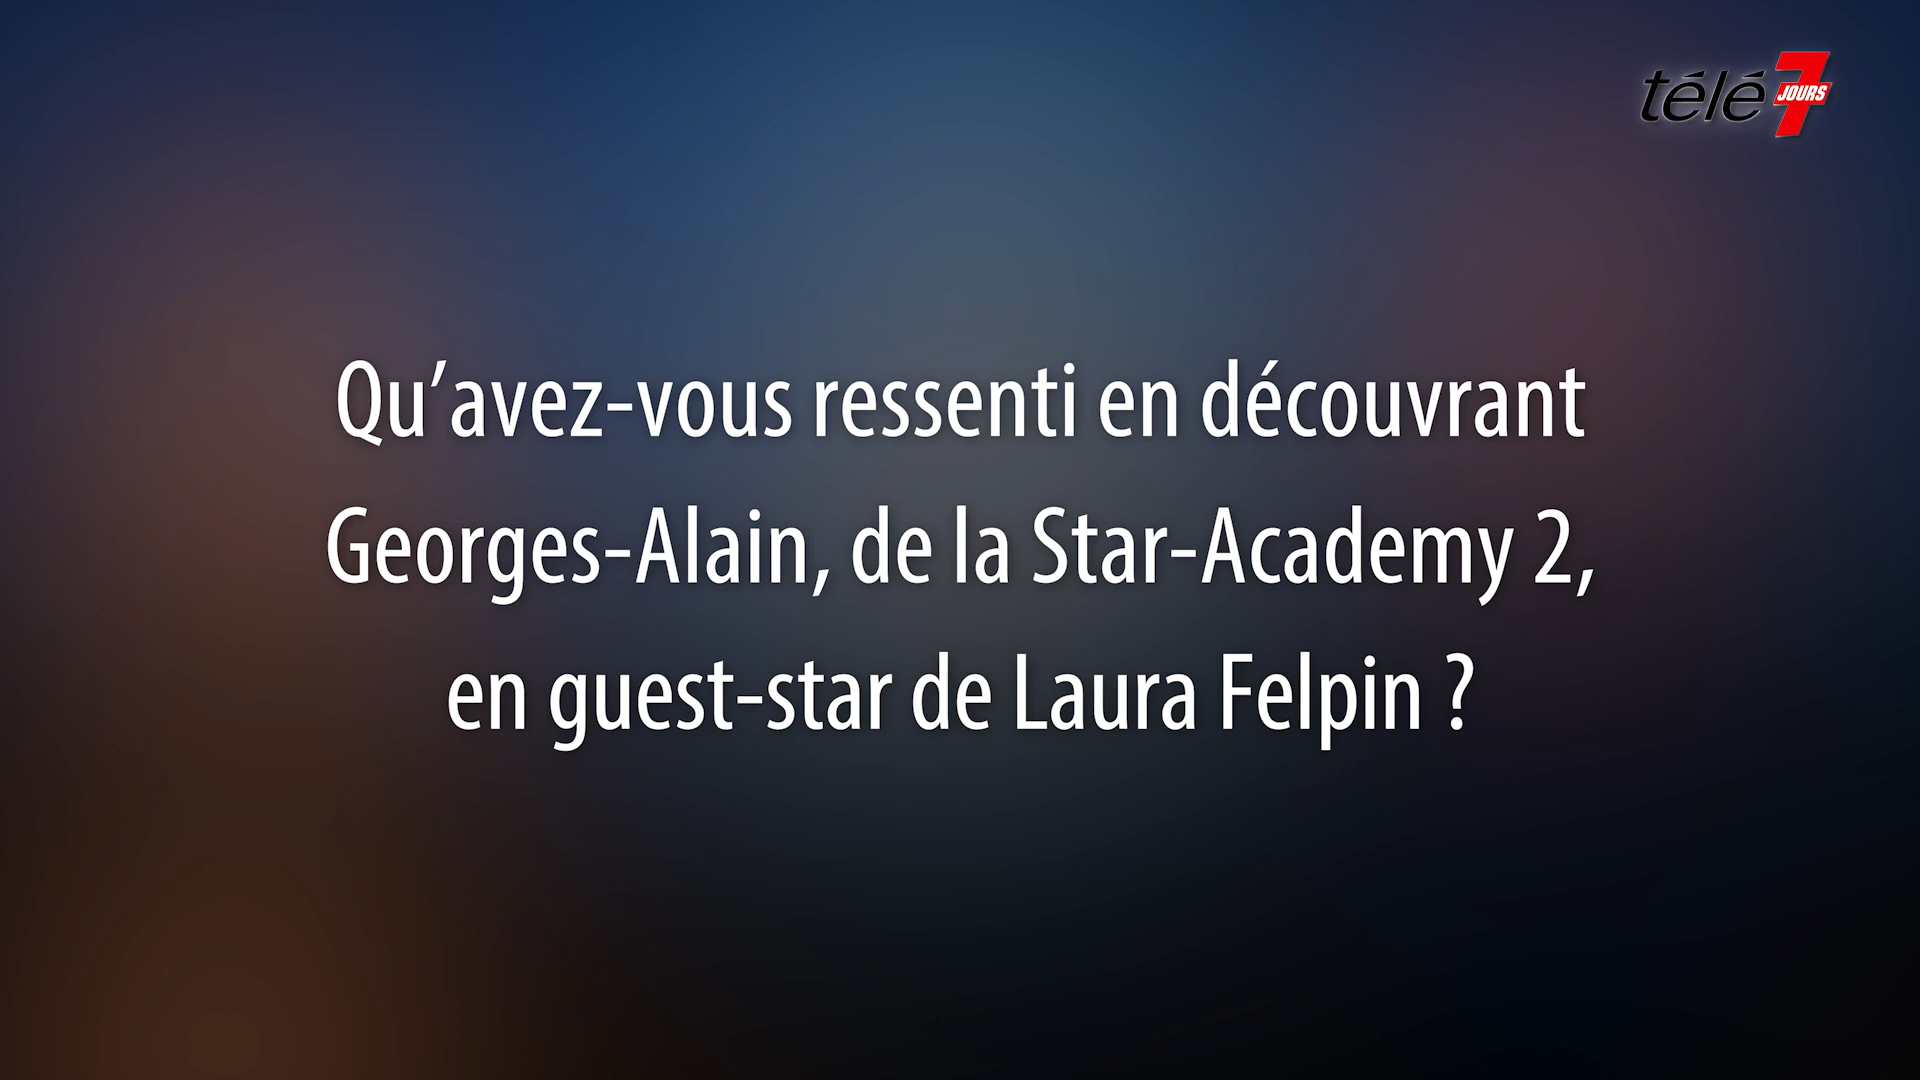 télé 7 JOURS
Qu’avez-vous ressenti en découvrant
Georges-Alain, de la Star-Academy 2,
en guest-star de Laura Felpin ?